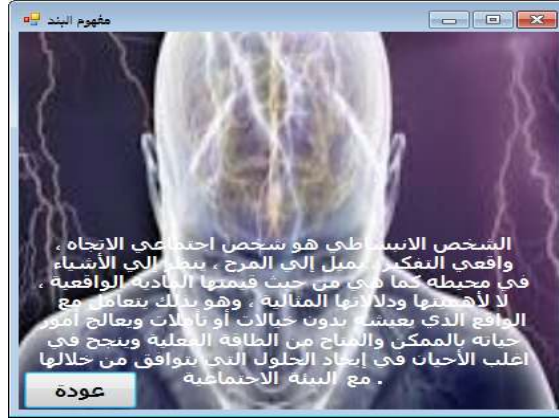 مفهوم البند
الشخص الانبساطي هو شخص اجتماعي الاتجاه ،
واقعي التفكير، يميل إلي المرح ، ينظر إلي الأشياء
في محيطه كما هي من حيث قيمتها المادية الواقعية ،
لا لأهميتها ودلالاتها المثالية ، وهو بذلك يتعامل مع
الواقع الذي يعيشه بدون خيالات أو تأملات ويعالج أمور
حياته بالممكن والمتاح من الطاقة الفعلية وينجح في
اغلب الأحيان في إيجاد الحلول التي يتوافق من خلالها
مع البيئة الاجتماعية .
عودة